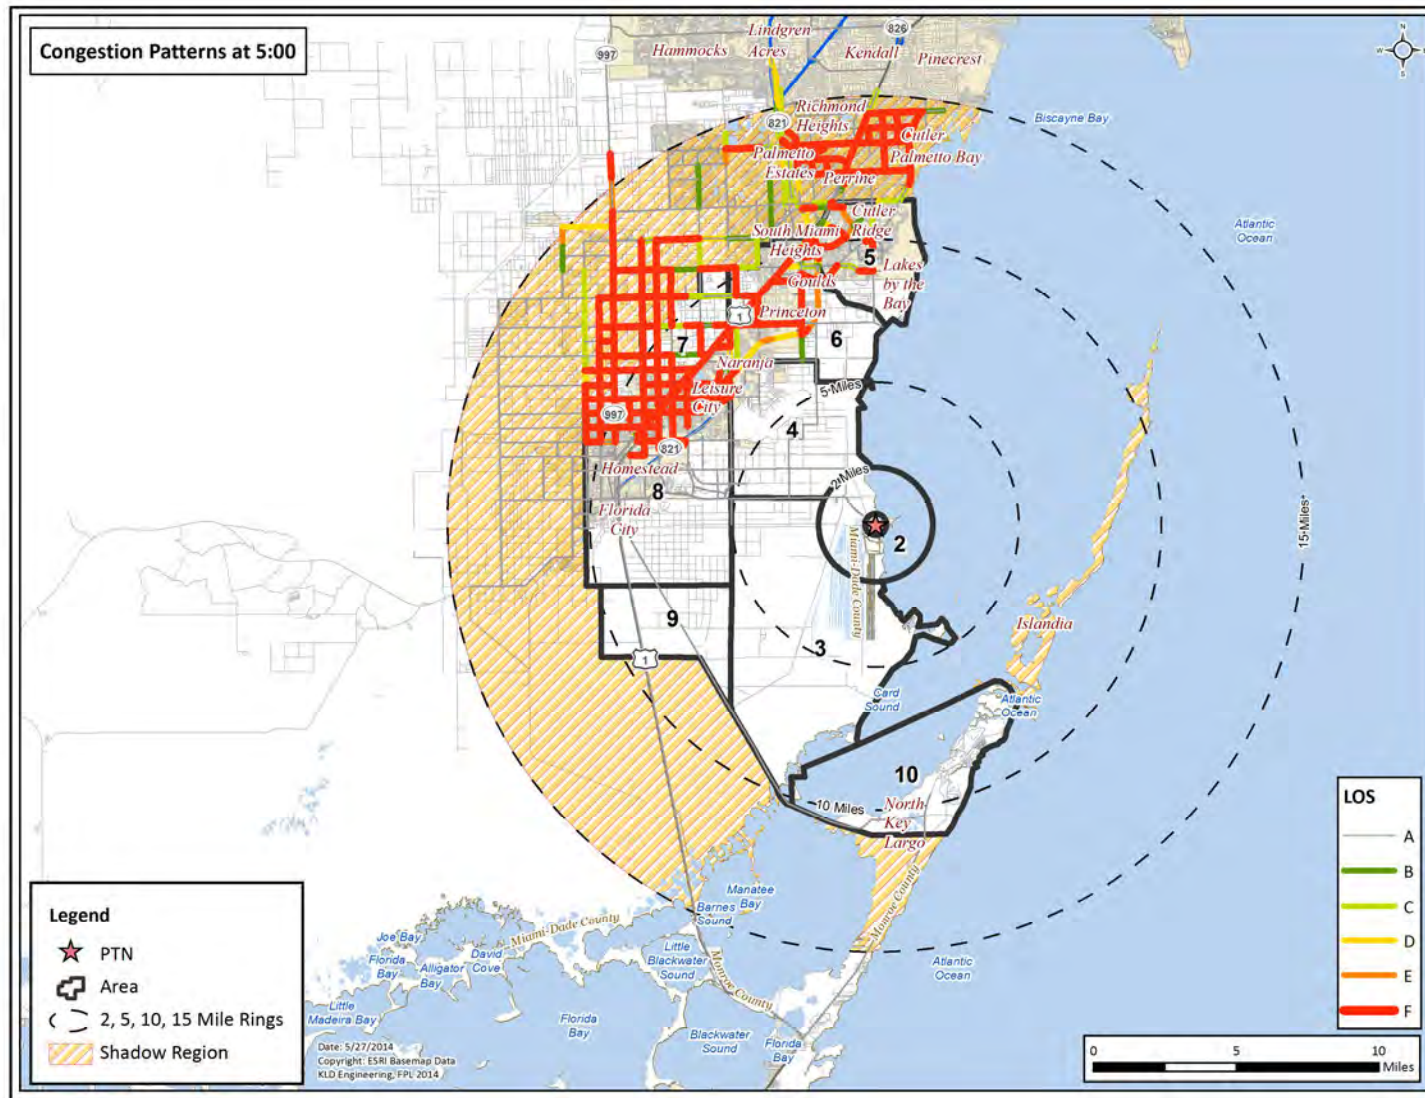 Congestion Patterns at 5:00
997
Hammocks
Lindgren
Acres
826
Kendall
Pinecrest
N
W
S
Richmond
Heights
821
Biscayne Bay
Cutler
Palmetto Bay
Palmetto
Estates
Perrine
Cutler
Ridge
South Miami
Heights
5
Lakes
by the
Bay
Goulds
Atlantic
Ocean
1
Princeton
6
7
Naranja
Leisure
City
5 Miles
997
4
821
Homestead
2 Miles
8
Florida
City
2
15 Miles
Miami-Dade County
9
3
Islandia
1
Card
Sound
Atlantic
Ocean
10
10 Miles
North
Key
Largo
LOS
A
B
C
D
E
F
Legend
PTN
Area
2, 5, 10, 15 Mile Rings
Shadow Region
Manatee
Bay
Barnes
Sound
Miami-Dade County
Monroe County
Joe Bay
Florida
Bay
Alligator
Bay
David
Cove
Little
Blackwater
Sound
Monroe County
Atlantic
Ocean
Little
Madeira Bay
Florida
Bay
Blackwater
Sound
Florida
Bay
Date: 5/27/2014
Copyright: ESRI Basemap Data
KLD Engineering, FPL 2014
0
5
10
Miles